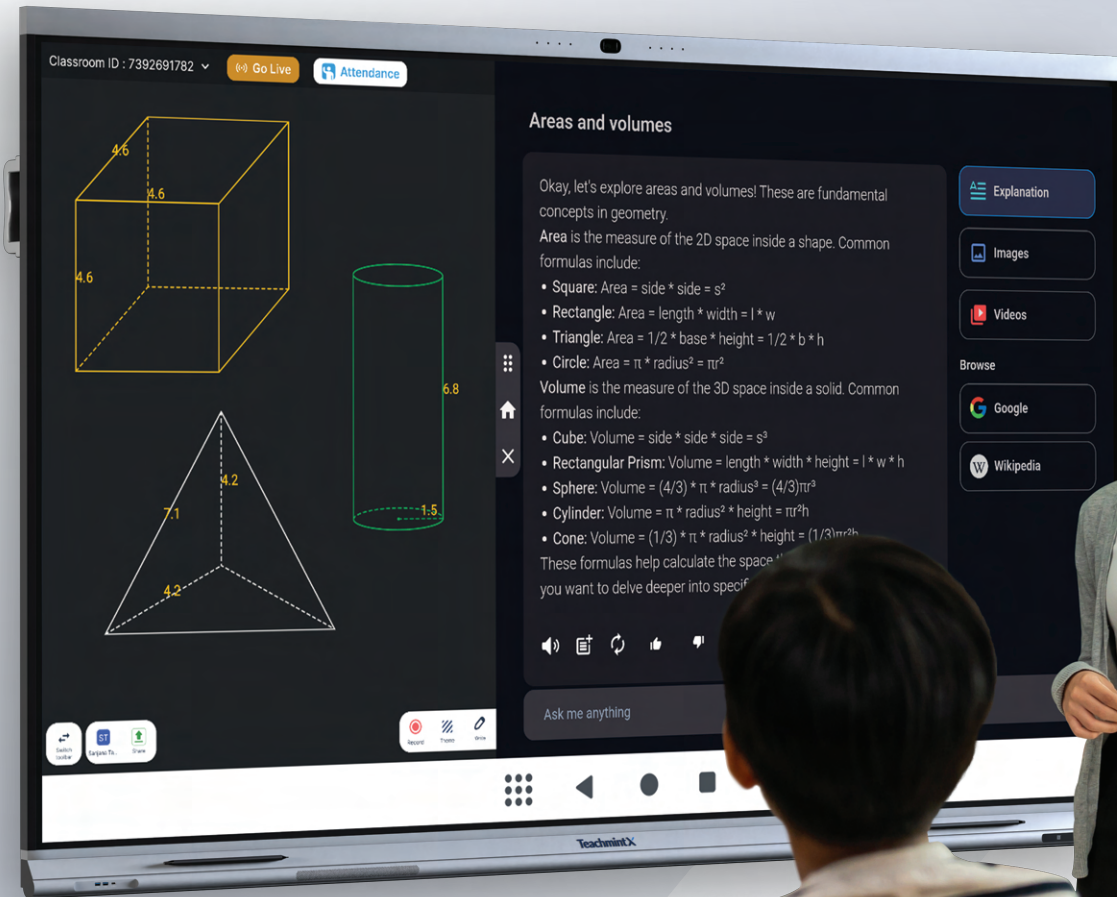 Classroom ID : 7392691782
Go Live
Attendance
4.6
4.6
4.6
6.8
1.5
4.2
7.1
4.2
Switch
toolbar
ST
Sanjana Th..
Share
Record
Write
Areas and volumes
Okay, let's explore areas and volumes! These are fundamental
concepts in geometry.
Area is the measure of the 2D space inside a shape. Common
formulas include:
• Square: Area = side * side = s²
• Rectangle: Area = length * width = l * w
• Triangle: Area = 1/2 * base * height = 1/2 * b * h
• Circle: Area = π * radius² = πr²
Volume is the measure of the 3D space inside a solid. Common
formulas include:
• Cube: Volume = side * side * side = s³
• Rectangular Prism: Volume = length * width * height = l * w * h
• Sphere: Volume = (4/3) * π * radius³ = (4/3)πr³
• Cylinder: Volume = π * radius² * height = πr²h
• Cone: Volume = (1/3) * π * radius² * height = (1/3)πr²h
These formulas help calculate the space
you want to delve deeper into
Ask me anything
Explanation
Images
Videos
Browse
Google
W
Wikipedia
TeachmintX